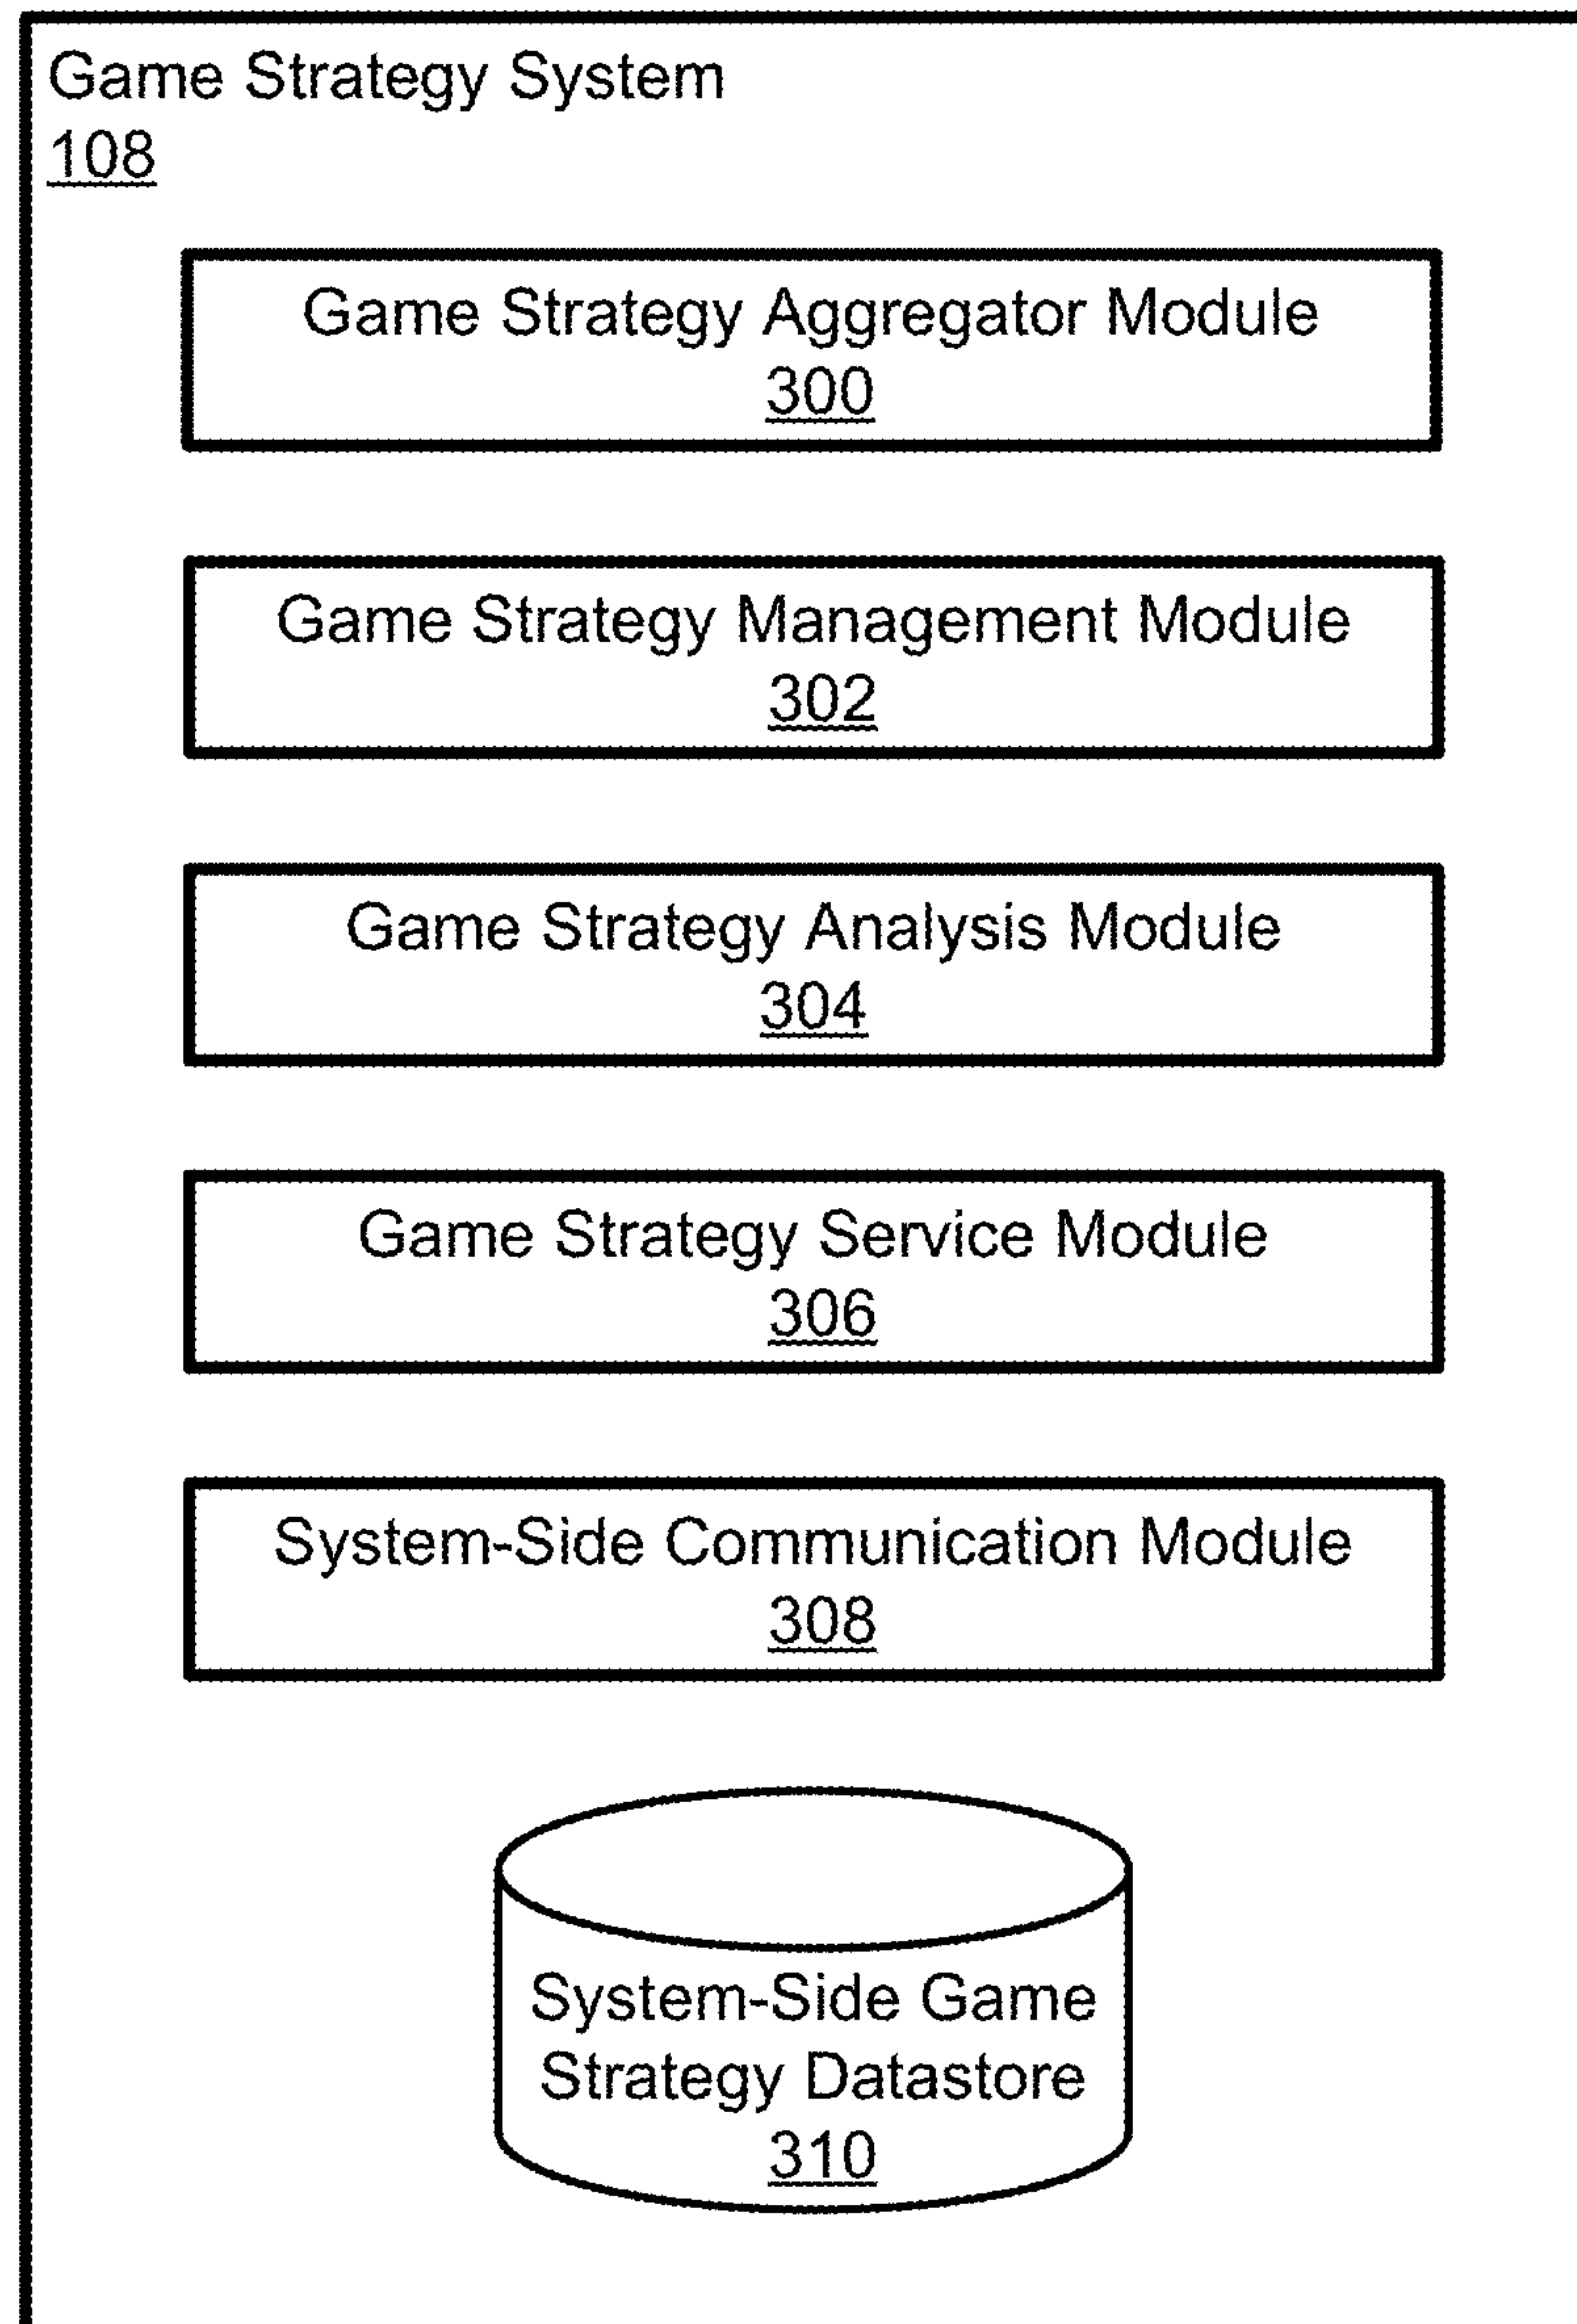 Game Strategy System
108
Game Strategy Aggregator Module
300
Game Strategy Management Module
302
Game Strategy Analysis Module
304
Game Strategy Service Module
306
System-Side Communication Module
308
System-Side Game
Strategy Datastore
310